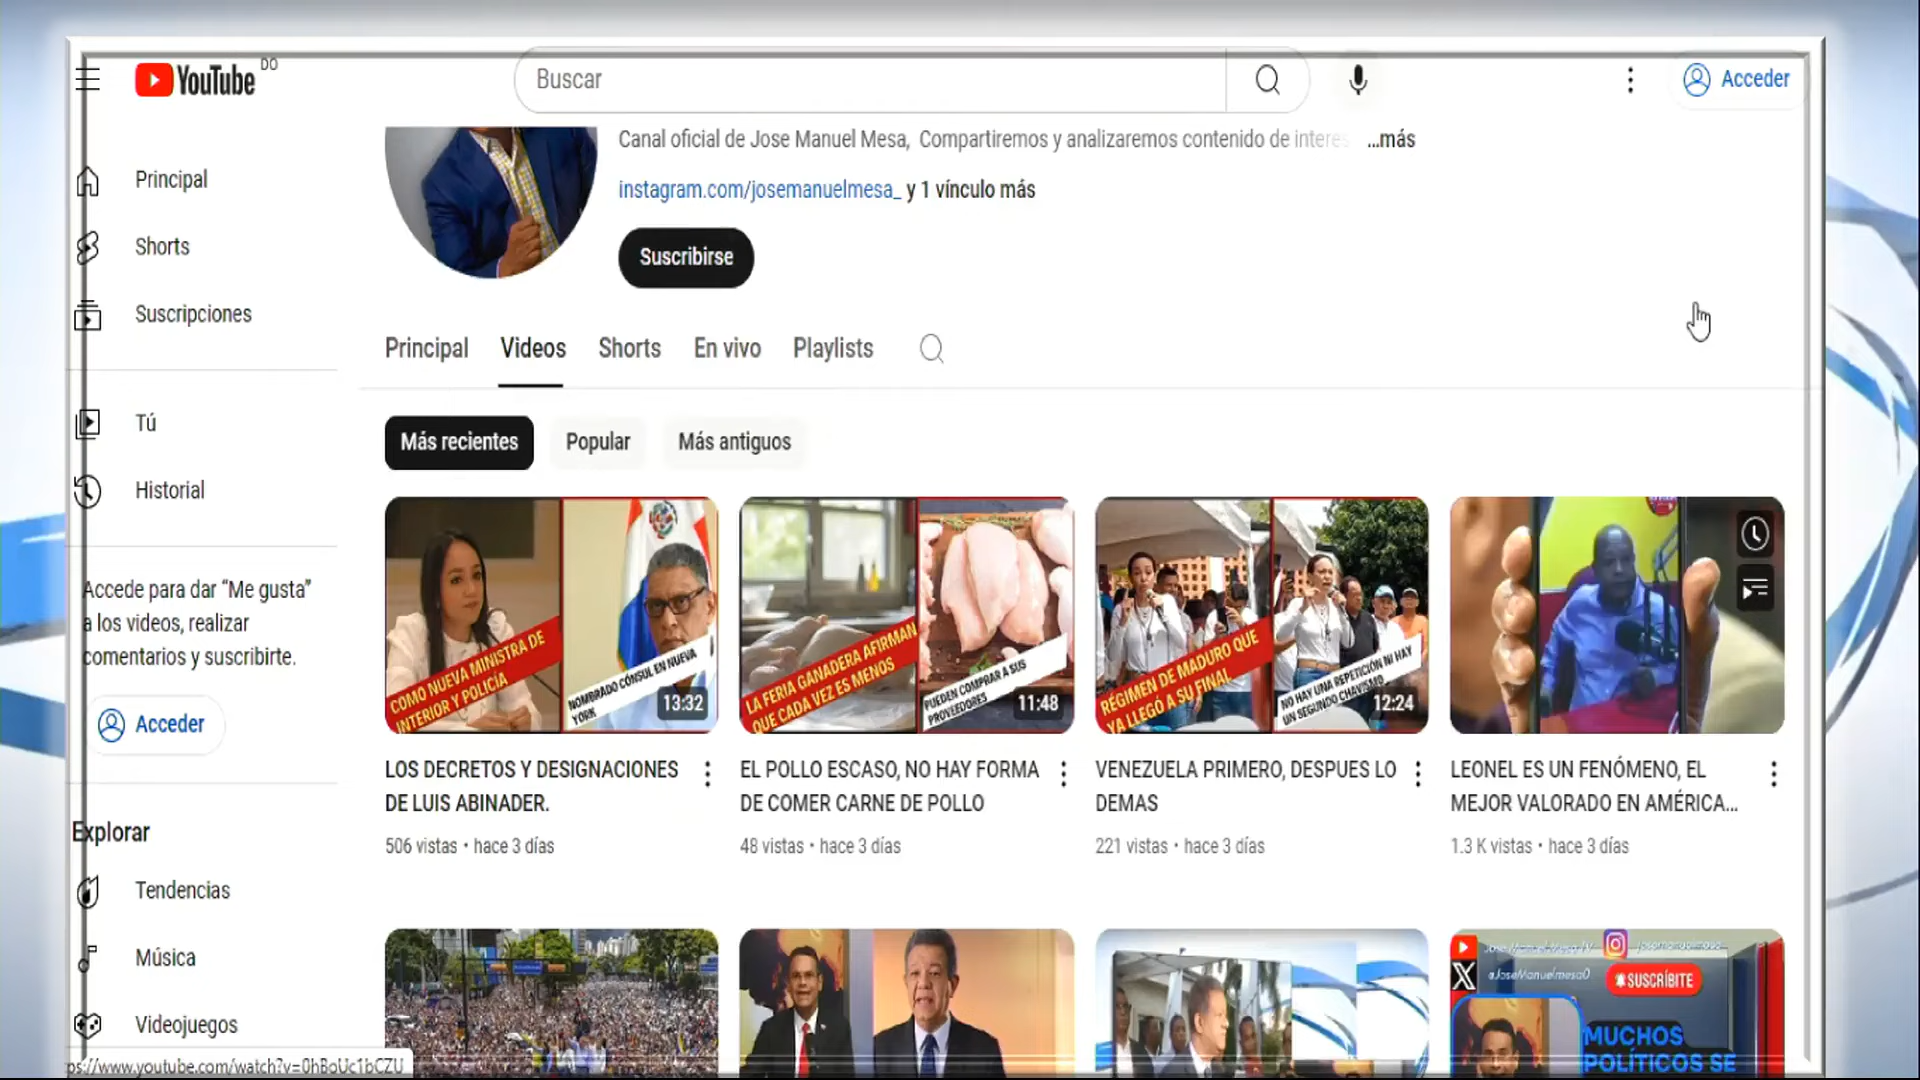 YouTube DO
Buscar
Acceder
Principal
Shorts
Suscripciones
Tú
Historial
Accede para dar “Me gusta”
a los videos, realizar
comentarios y suscribirte.
Acceder
Explorar
Tendencias
Música
Videojuegos
Canal oficial de Jose Manuel Mesa, Compartiremos y analizaremos contenido de interes ...más
instagram.com/josemanuelmesa_ y 1 vínculo más
Suscribirse
Principal Videos Shorts En vivo Playlists
Más recientes Popular Más antiguos
COMO NUEVA MINISTRA DE
INTERIOR Y POLICÍA
NOMBRADO CÓNSUL EN NUEVA
YORK
13:32
LOS DECRETOS Y DESIGNACIONES
DE LUIS ABINADER.
506 vistas • hace 3 días
LA FERIA GANADERA AFIRMAN
QUE CADA VEZ ES MENOS
PUEDEN COMPRAR A SUS
PROVEEDORES
11:48
EL POLLO ESCASO, NO HAY FORMA
DE COMER CARNE DE POLLO
48 vistas • hace 3 días
RÉGIMEN DE MADURO QUE
YA LLEGÓ A SU FINAL
NO HAY UNA REPETICIÓN NI HAY
UN SEGUNDO CHAVISMO
12:24
VENEZUELA PRIMERO, DESPUES LO
DEMAS
221 vistas • hace 3 días
LEONEL ES UN FENÓMENO, EL
MEJOR VALORADO EN AMÉRICA...
1.3 K vistas • hace 3 días
@JoseManuelmesa0
SUSCRÍBITE
MUCHOS
POLÍTICOS SE
ps://www.youtube.com/watch?v=0hBoUc1bCZU